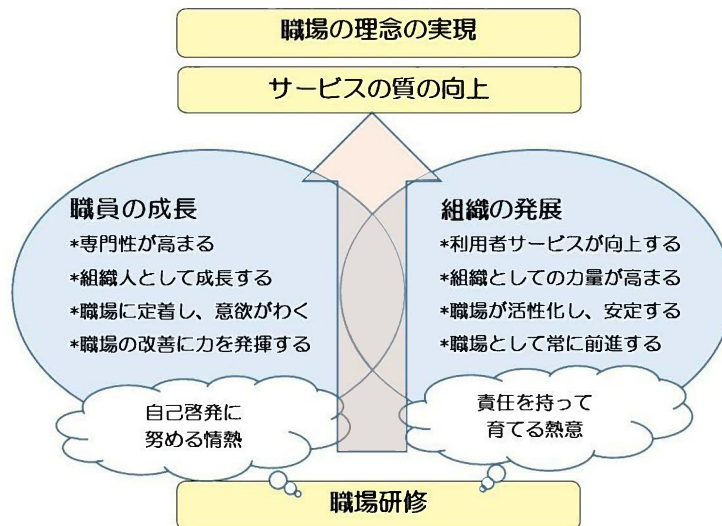 職場の理念の実現
サービスの質の向上
職員の成長
*専門性が高まる
*組織人として成長する
*職場に定着し、意欲がわく
*職場の改善に力を発揮する
組織の発展
*利用者サービスが向上する
*組織としての力量が高まる
*職場が活性化し、安定する
*職場として常に前進する
自己啓発に
努める情熱
責任を持って
育てる熱意
職場研修